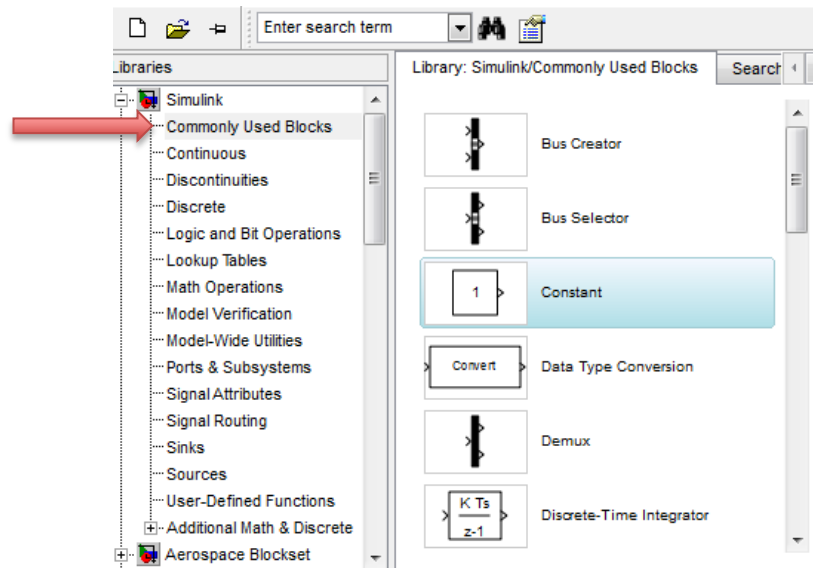 Enter search term
Libraries
Library: Simulink/Commonly Used Blocks
Search
Simulink
Commonly Used Blocks
Continuous
Discontinuities
Discrete
Logic and Bit Operations
Lookup Tables
Math Operations
Model Verification
Model-Wide Utilities
Ports & Subsystems
Signal Attributes
Signal Routing
Sinks
Sources
User-Defined Functions
Additional Math & Discrete
Aerospace Blockset
Bus Creator
Bus Selector
1
Constant
Convert
Data Type Conversion
Demux
K Ts
z-1
Discrete-Time Integrator